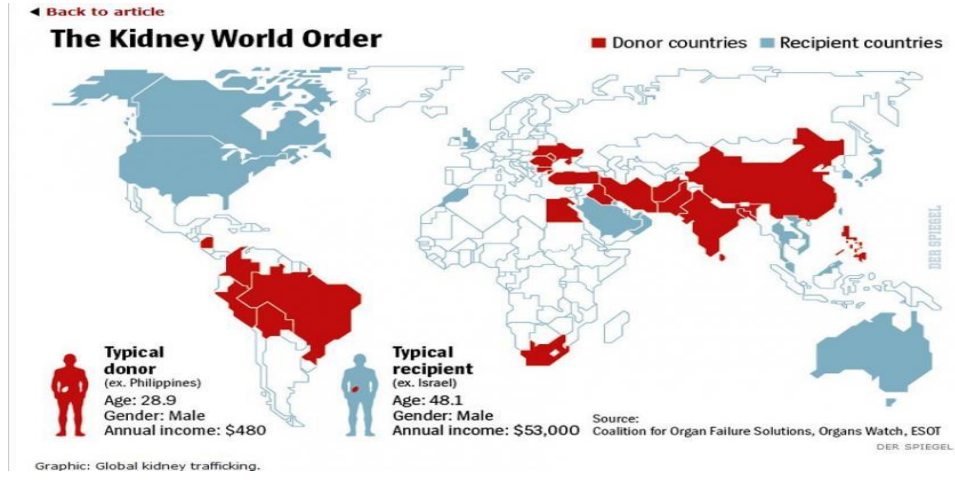 ◄ Back to article
The Kidney World Order
Donor countries
Recipient countries
DER SPIEGEL
Typical
donor
(ex. Philippines)
Age: 28.9
Gender: Male
Annual income: $480
Typical
recipient
(ex. Israel)
Age: 48.1
Gender: Male
Annual income: $53,000
Source:
Coalition for Organ Failure Solutions, Organs Watch, ESOT
DER SPIEGEL
Graphic: Global kidney trafficking.